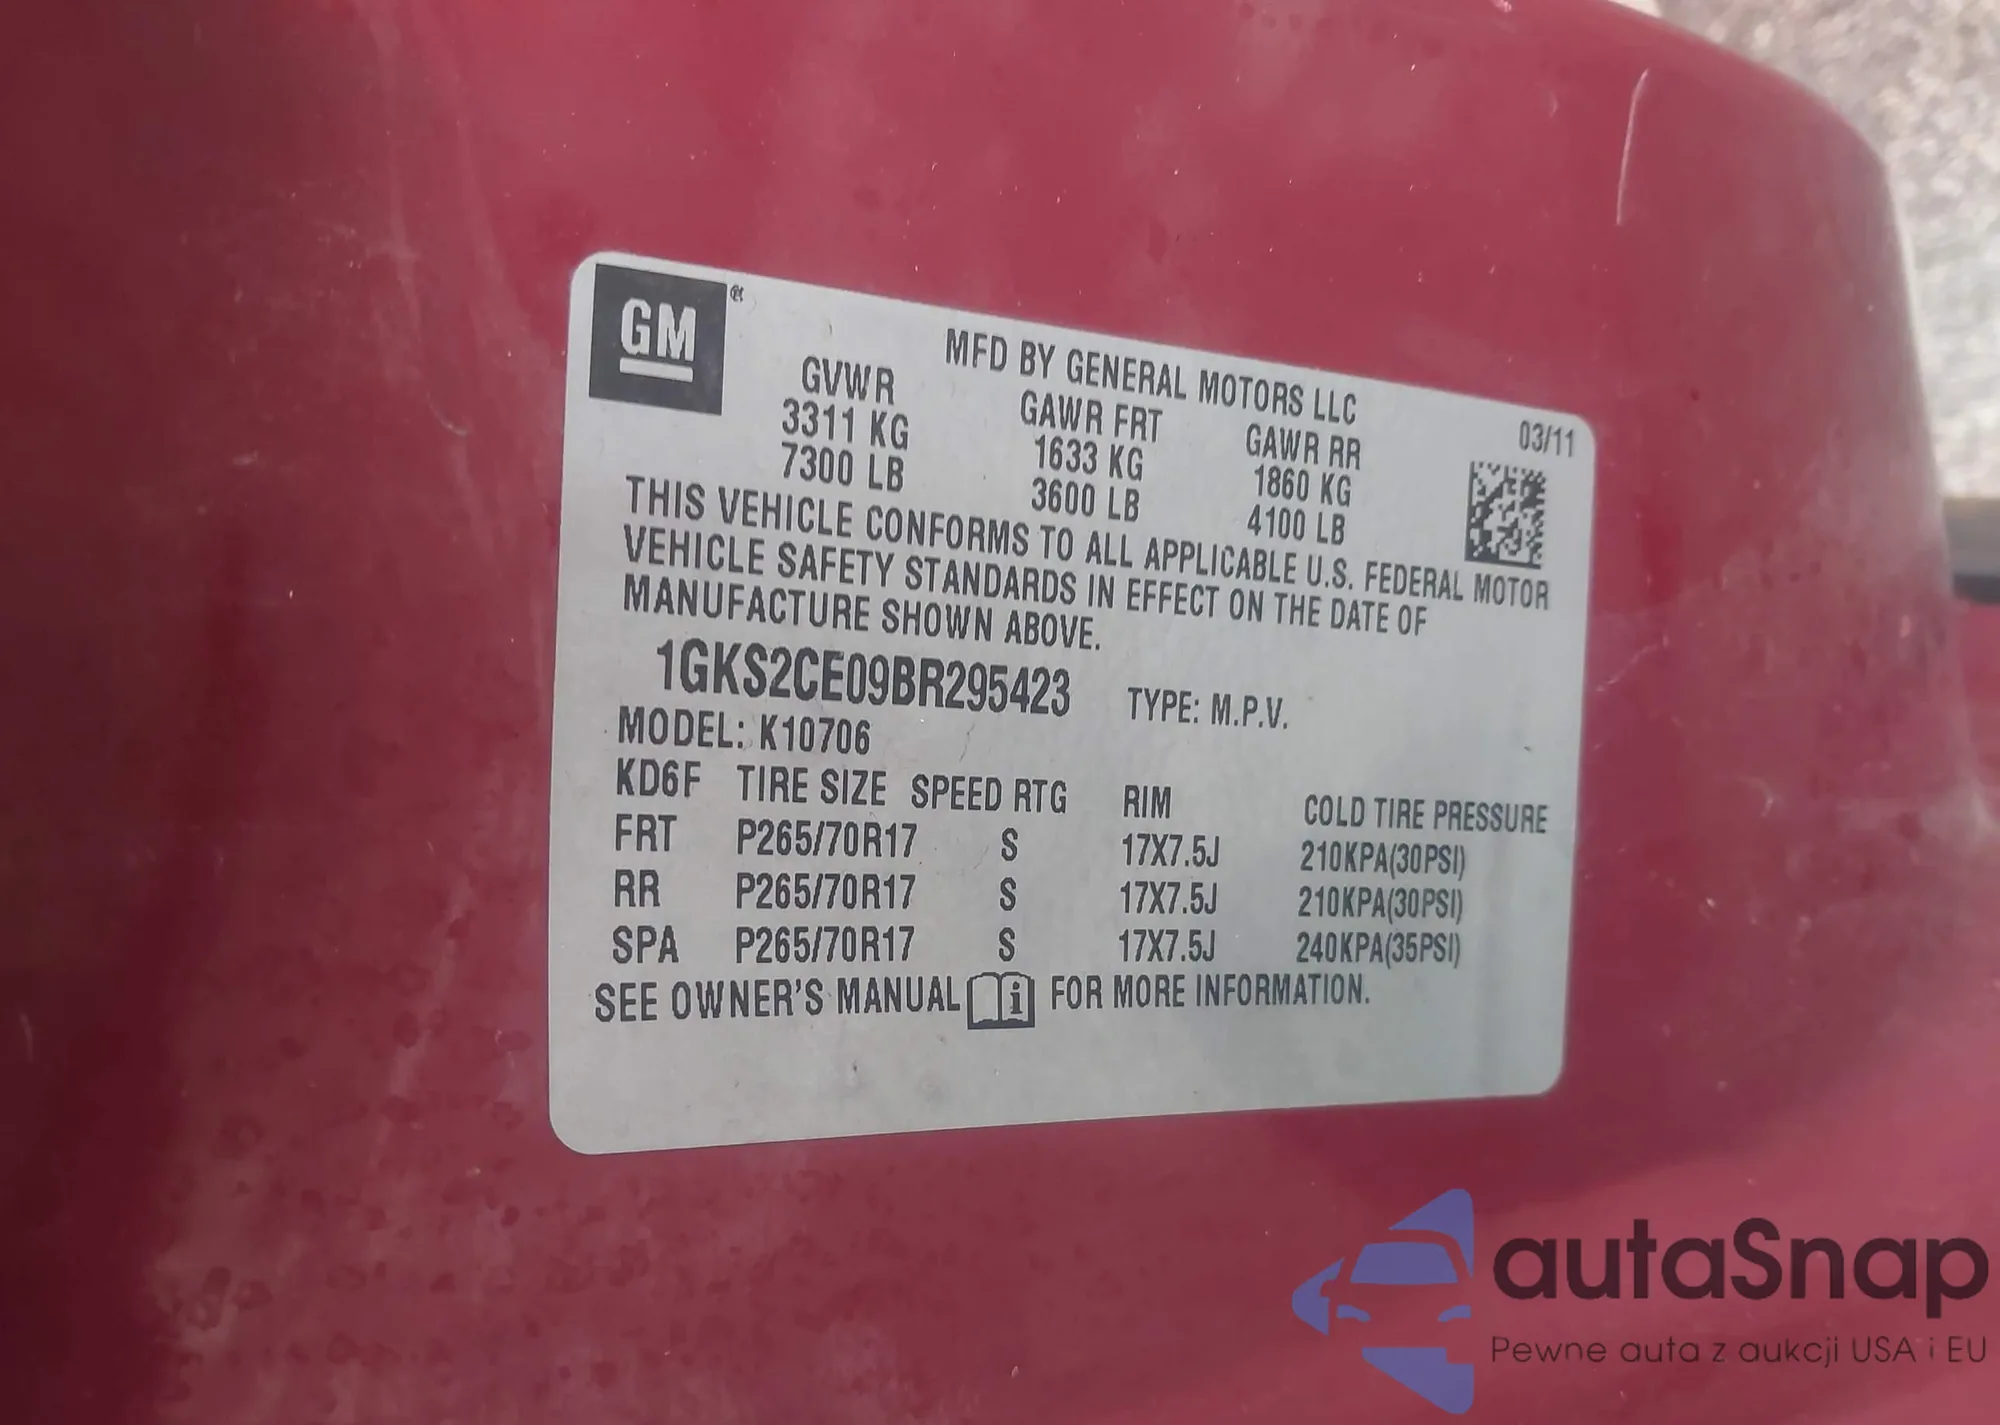 GM ®
MFD BY GENERAL MOTORS LLC
GVWR GAWR FRT GAWR RR 03/11
3311 KG 1633 KG 1860 KG
7300 LB 3600 LB 4100 LB
THIS VEHICLE CONFORMS TO ALL APPLICABLE U.S. FEDERAL MOTOR
VEHICLE SAFETY STANDARDS IN EFFECT ON THE DATE OF
MANUFACTURE SHOWN ABOVE.
1GKS2CE09BR295423 TYPE: M.P.V.
MODEL: K10706
KD6F TIRE SIZE SPEED RTG RIM COLD TIRE PRESSURE
FRT P265/70R17 S 17X7.5J 210KPA(30PSI)
RR P265/70R17 S 17X7.5J 210KPA(30PSI)
SPA P265/70R17 S 17X7.5J 240KPA(35PSI)
SEE OWNER'S MANUAL i FOR MORE INFORMATION.
autaSnap
Pewne auta z aukcji USA i EU